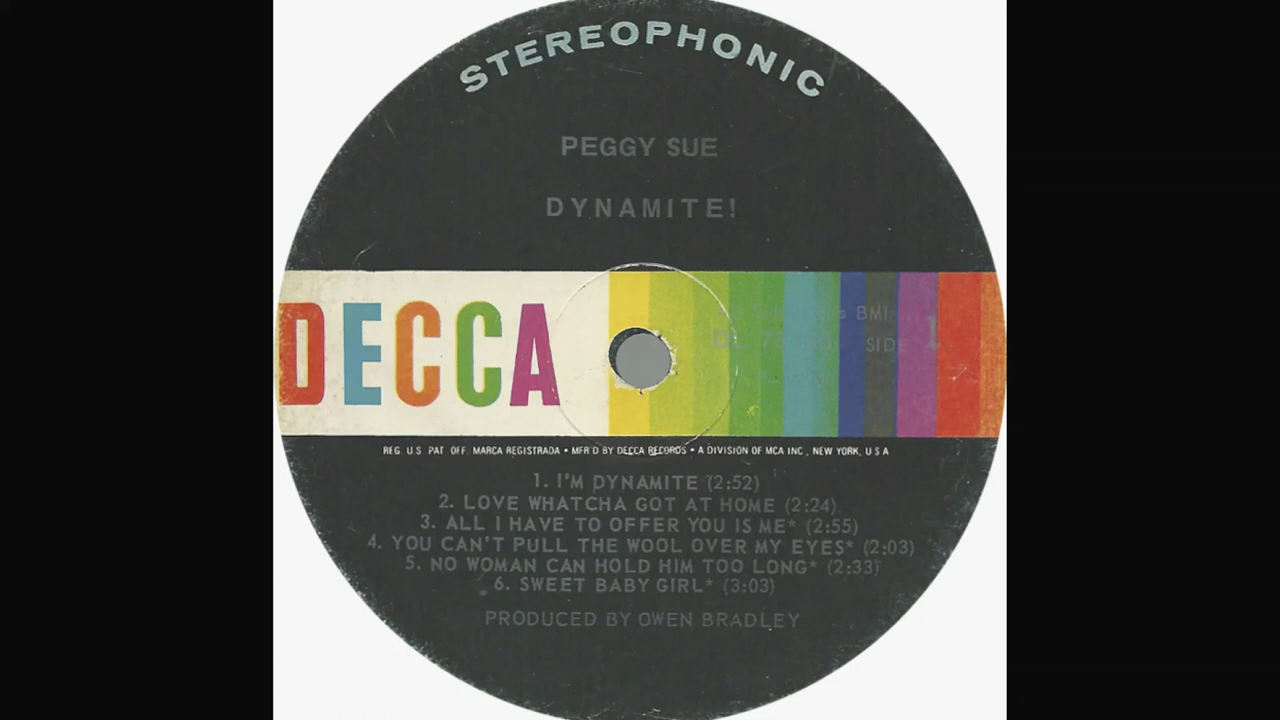 STEREOPHONIC
PEGGY SUE
DYNAMITE!
DECCA
BMI
SIDE 1
REG. U.S. PAT. OFF. MARCA REGISTRADA • MFR'D BY DECCA RECORDS • A DIVISION OF MCA INC., NEW YORK, U.S.A
1. I'M DYNAMITE (2:52)
2. LOVE WHATCHA GOT AT HOME (2:24)
3. ALL I HAVE TO OFFER YOU IS ME* (2:55)
4. YOU CAN'T PULL THE WOOL OVER MY EYES* (2:03)
5. NO WOMAN CAN HOLD HIM TOO LONG* (2:33)
6. SWEET BABY GIRL* (3:03)
PRODUCED BY OWEN BRADLEY